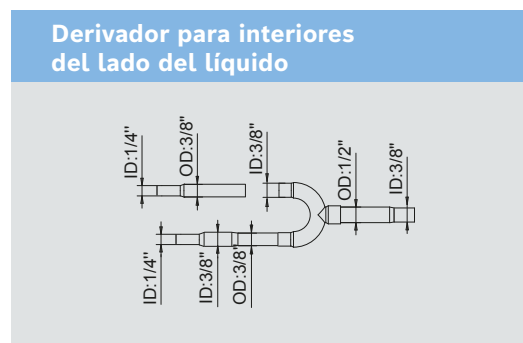 Derivador para interiores
del lado del líquido
ID:1/4"
OD:3/8"
ID:3/8"
OD:1/2"
ID:3/8"
ID:1/4"
ID:3/8"
OD:3/8"